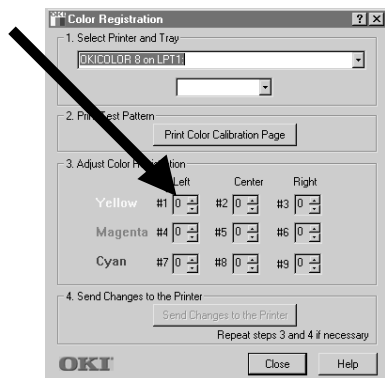 OKI Color Registration
1. Select Printer and Tray
OKICOLOR 8 on LPT1:
2. Print Test Pattern
Print Color Calibration Page
3. Adjust Color Registration
Left Center Right
Yellow #1 0 #2 0 #3 0
Magenta #4 0 #5 0 #6 0
Cyan #7 0 #8 0 #9 0
4. Send Changes to the Printer
Send Changes to the Printer
Repeat steps 3 and 4 if necessary
OKI Close Help